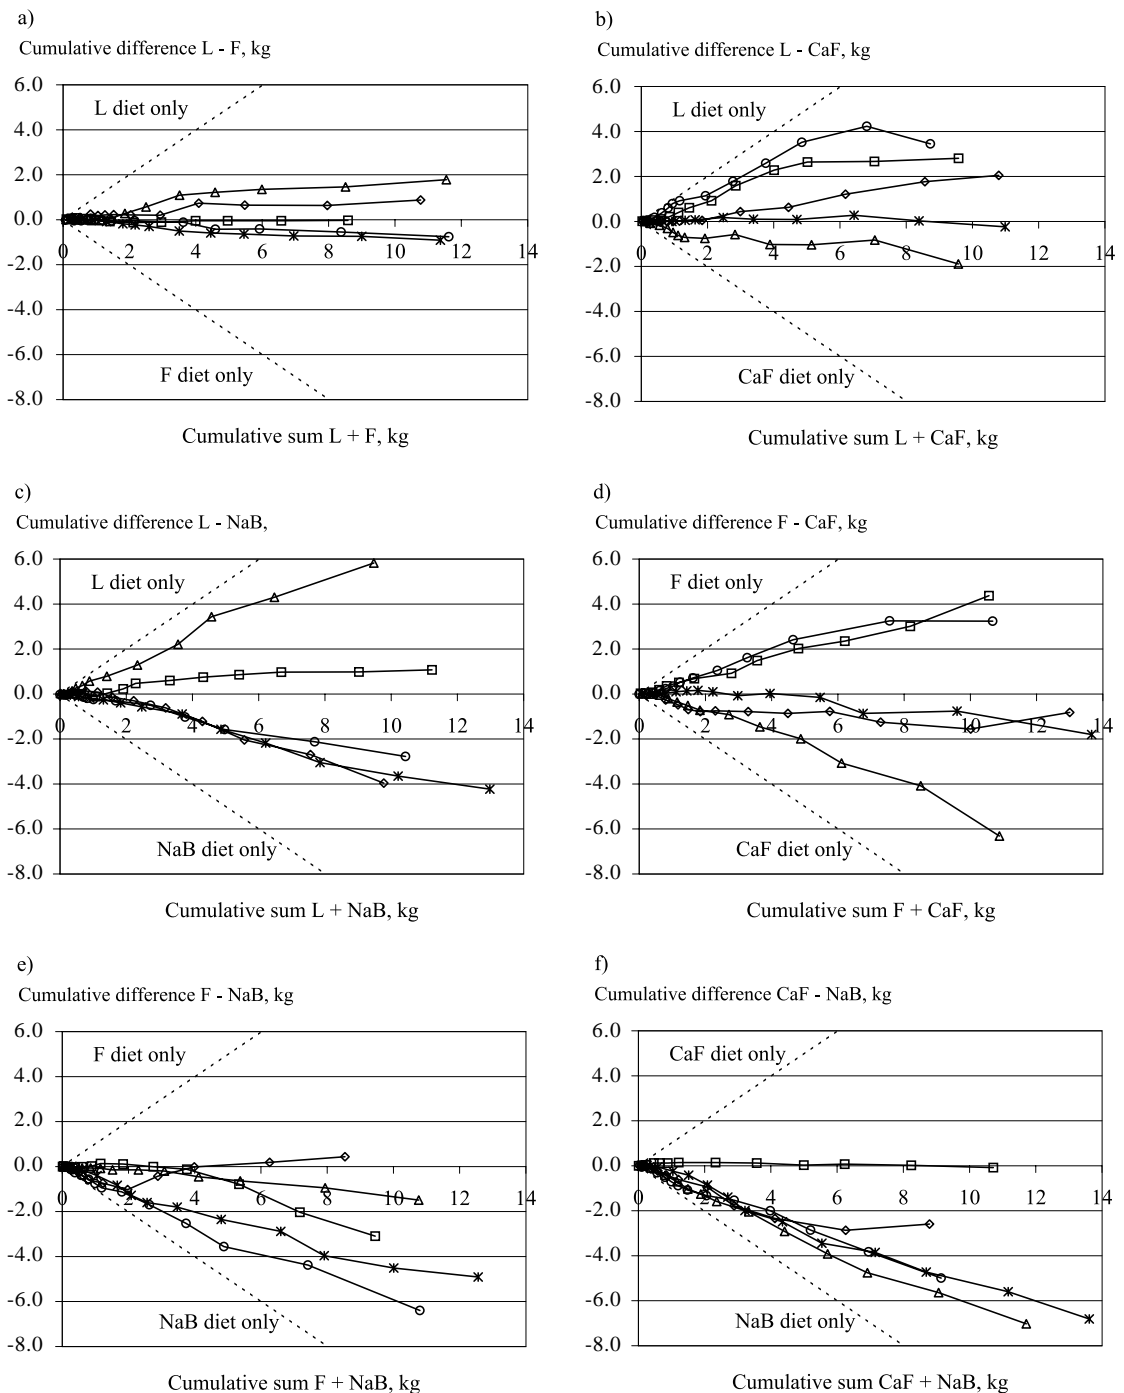 a)
Cumulative difference L - F, kg
6.0
4.0
2.0
0.0
-2.0
-4.0
-6.0
-8.0
L diet only
F diet only
0 2 4 6 8 10 12 14
Cumulative sum L + F, kg
b)
Cumulative difference L - CaF, kg
6.0
4.0
2.0
0.0
-2.0
-4.0
-6.0
-8.0
L diet only
CaF diet only
0 2 4 6 8 10 12 14
Cumulative sum L + CaF, kg
c)
Cumulative difference L - NaB,
6.0
4.0
2.0
0.0
-2.0
-4.0
-6.0
-8.0
L diet only
NaB diet only
0 2 4 6 8 10 12 14
Cumulative sum L + NaB, kg
d)
Cumulative difference F - CaF, kg
6.0
4.0
2.0
0.0
-2.0
-4.0
-6.0
-8.0
F diet only
CaF diet only
0 2 4 6 8 10 12 14
Cumulative sum F + CaF, kg
e)
Cumulative difference F - NaB, kg
6.0
4.0
2.0
0.0
-2.0
-4.0
-6.0
-8.0
F diet only
NaB diet only
0 2 4 6 8 10 12 14
Cumulative sum F + NaB, kg
f)
Cumulative difference CaF - NaB, kg
6.0
4.0
2.0
0.0
-2.0
-4.0
-6.0
-8.0
CaF diet only
NaB diet only
0 2 4 6 8 10 12 14
Cumulative sum CaF + NaB, kg